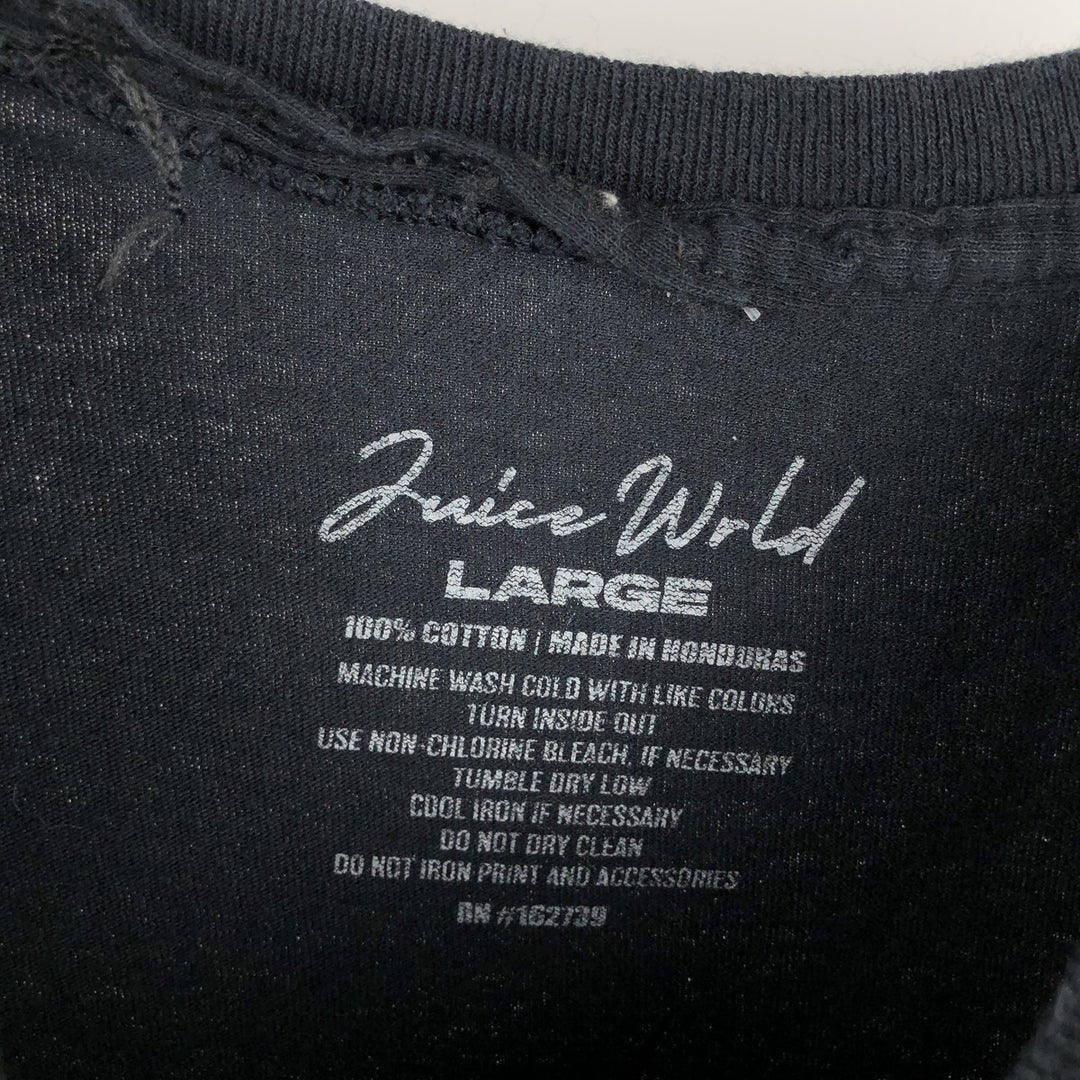 Juice Wrld
LARGE
100% COTTON | MADE IN HONDURAS
MACHINE WASH COLD WITH LIKE COLORS
TURN INSIDE OUT
USE NON-CHLORINE BLEACH, IF NECESSARY
TUMBLE DRY LOW
COOL IRON IF NECESSARY
DO NOT DRY CLEAN
DO NOT IRON PRINT AND ACCESSORIES
RN #162739